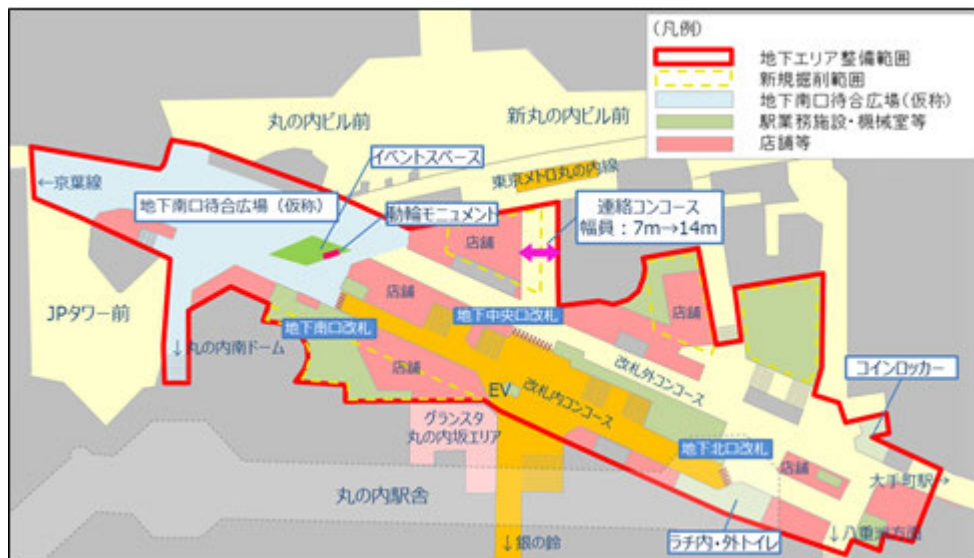 (凡例)
地下エリア整備範囲
新規掘削範囲
地下南口待合広場(仮称)
駅業務施設・機械室等
店舗等
丸の内ビル前
新丸の内ビル前
イベントスペース
東京メトロ丸の内線
←京葉線
地下南口待合広場（仮称）
動輪モニュメント
連絡コンコース
幅員：7m→14m
店舗
店舗
店舗
JPタワー前
地下南口改札
地下中央口改札
↓丸の内南ドーム
店舗
改札外コンコース
コインロッカー
EV
改札内コンコース
グランスタ
丸の内坂エリア
地下北口改札
店舗
大手町駅→
丸の内駅舎
↓銀の鈴
ラチ内・外トイレ
↓八重洲方面